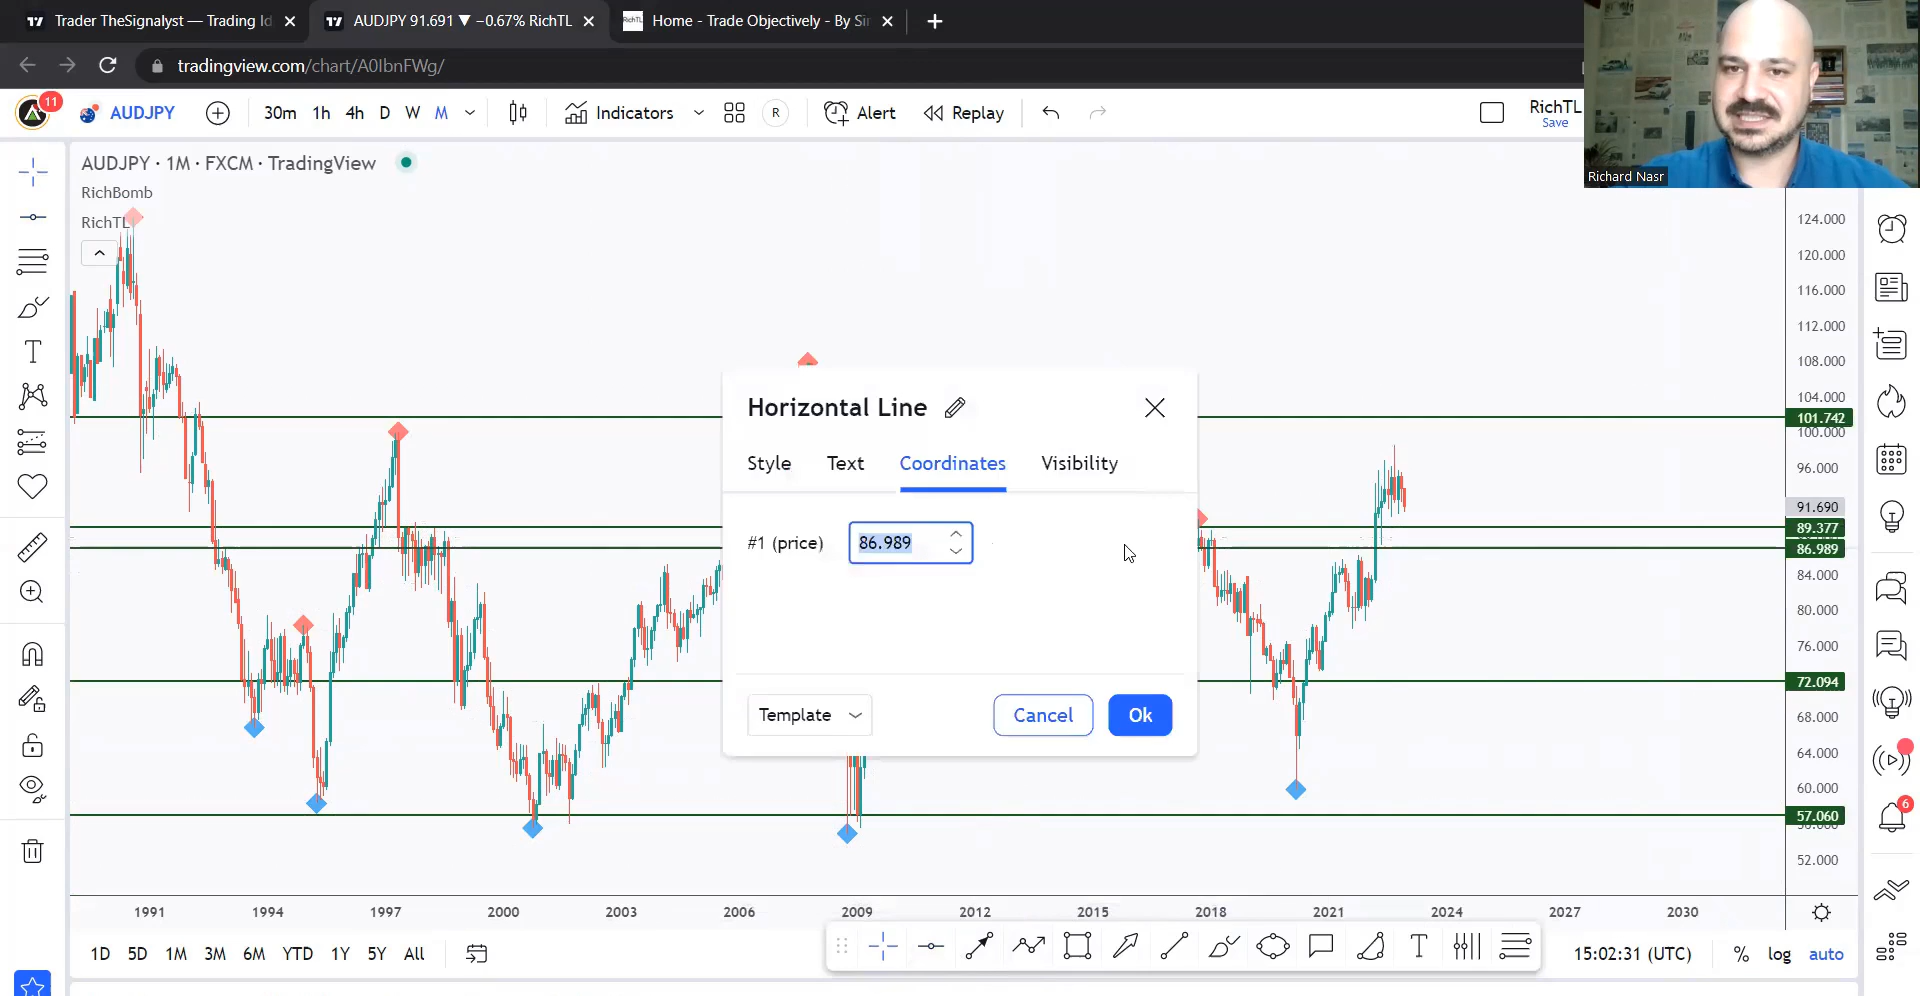 Trader TheSignalyst — Trading Id
AUDJPY 91.691 ▼ −0.67% RichTL
RichTL
Home - Trade Objectively - By Sir
tradingview.com/chart/A0IbnFWg/
11
AUDJPY
30m 1h 4h D W M
Indicators
R
Alert
Replay
RichTL
Save
Richard Nasr
AUDJPY · 1M · FXCM · TradingView
RichBomb
RichTL
124.000
120.000
116.000
112.000
108.000
104.000
101.742
100.000
96.000
91.690
89.377
86.989
84.000
80.000
76.000
72.094
68.000
64.000
60.000
57.060
52.000
Horizontal Line
Style Text Coordinates Visibility
#1 (price) 86.989
Template Cancel Ok
6
1991 1994 1997 2000 2003 2006 2009 2012 2015 2018 2021 2024 2027 2030
1D 5D 1M 3M 6M YTD 1Y 5Y All
15:02:31 (UTC) % log auto